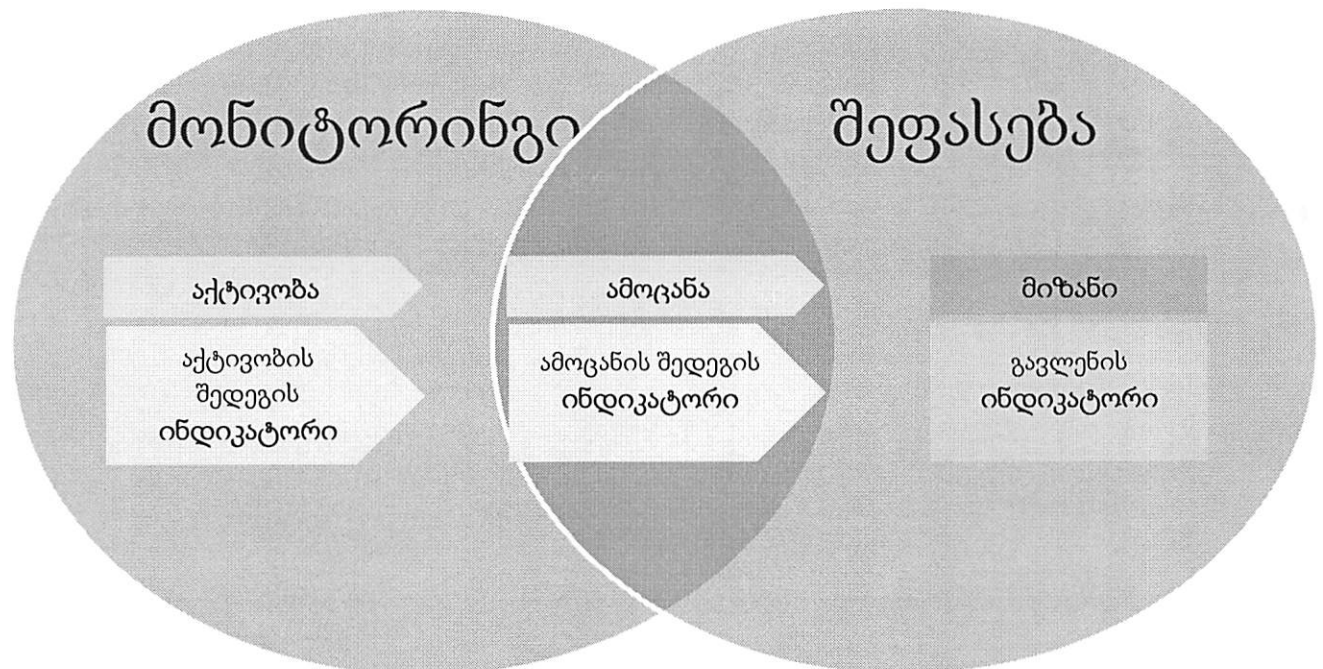 მონიტორინგი
შეფასება
აქტივობა
აქტივობის
შედეგის
ინდიკატორი
ამოცანა
ამოცანის შედეგის
ინდიკატორი
მიზანი
გავლენის
ინდიკატორი